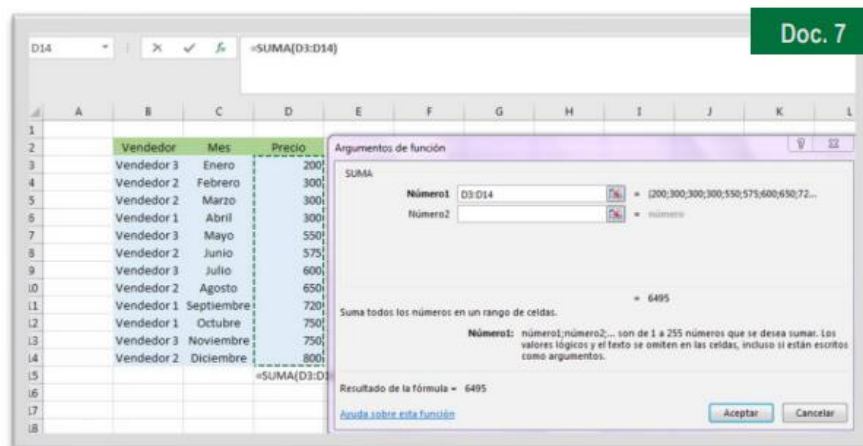 Doc. 7
D14 =SUMA(D3:D14)
A B C D E F G H I J K L
1
2 Vendedor Mes Precio
3 Vendedor 3 Enero 200
4 Vendedor 2 Febrero 300
5 Vendedor 2 Marzo 300
6 Vendedor 1 Abril 300
7 Vendedor 3 Mayo 550
8 Vendedor 2 Junio 575
9 Vendedor 3 Julio 600
10 Vendedor 2 Agosto 650
11 Vendedor 1 Septiembre 720
12 Vendedor 1 Octubre 750
13 Vendedor 3 Noviembre 750
14 Vendedor 2 Diciembre 800
15 =SUMA(D3:D1
16
17
18
Argumentos de función
SUMA
Número1 D3:D14 = {200;300;300;300;550;575;600;650;72...
Número2 = número
= 6495
Suma todos los números en un rango de celdas.
Número1: número1;número2;... son de 1 a 255 números que se desea sumar. Los
valores lógicos y el texto se omiten en las celdas, incluso si están escritos
como argumentos.
Resultado de la fórmula = 6495
Ayuda sobre esta función
Aceptar Cancelar